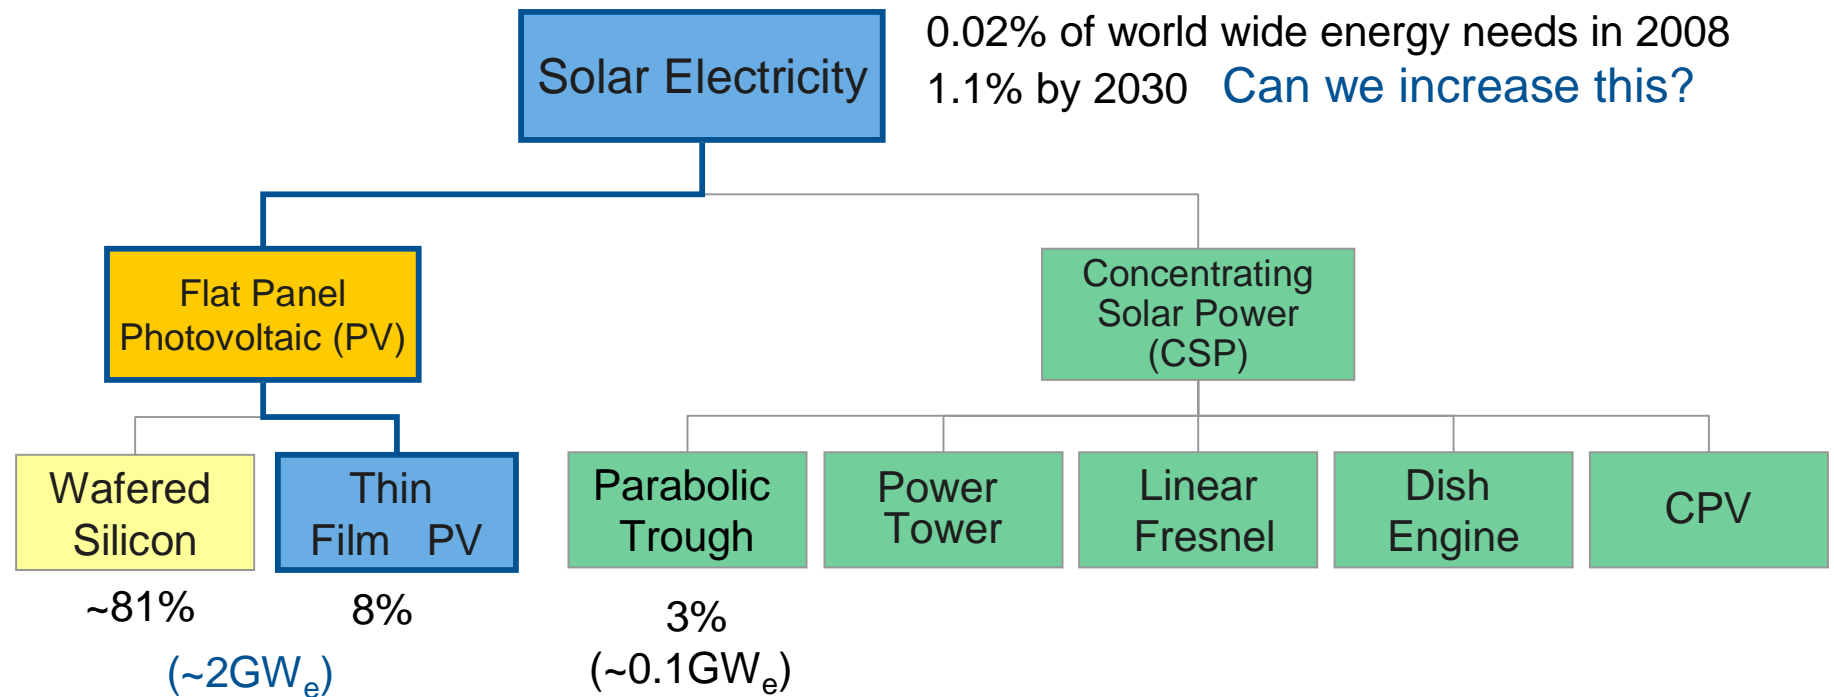 Solar Electricity
0.02% of world wide energy needs in 2008
1.1% by 2030 Can we increase this?
Flat Panel
Photovoltaic (PV)
Concentrating
Solar Power
(CSP)
Wafered
Silicon
Thin
Film PV
Parabolic
Trough
Power
Tower
Linear
Fresnel
Dish
Engine
CPV
~81%
8%
(~2GWₑ)
3%
(~0.1GWₑ)